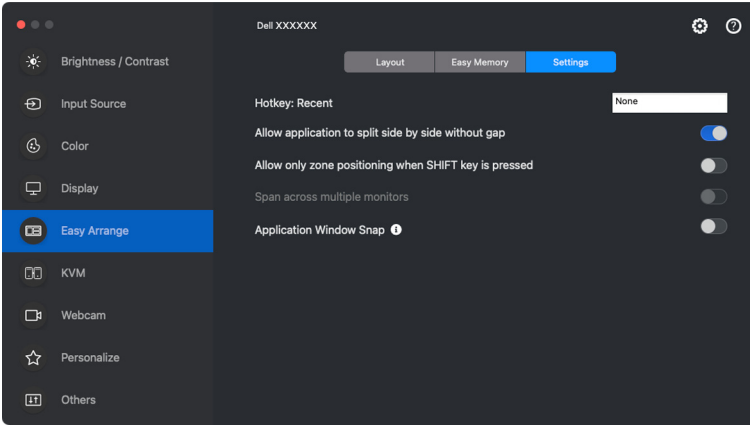 Dell XXXXXX
Brightness / Contrast
Input Source
Color
Display
Easy Arrange
KVM
Webcam
Personalize
Others
Layout Easy Memory Settings
Hotkey: Recent None
Allow application to split side by side without gap
Allow only zone positioning when SHIFT key is pressed
Span across multiple monitors
Application Window Snap